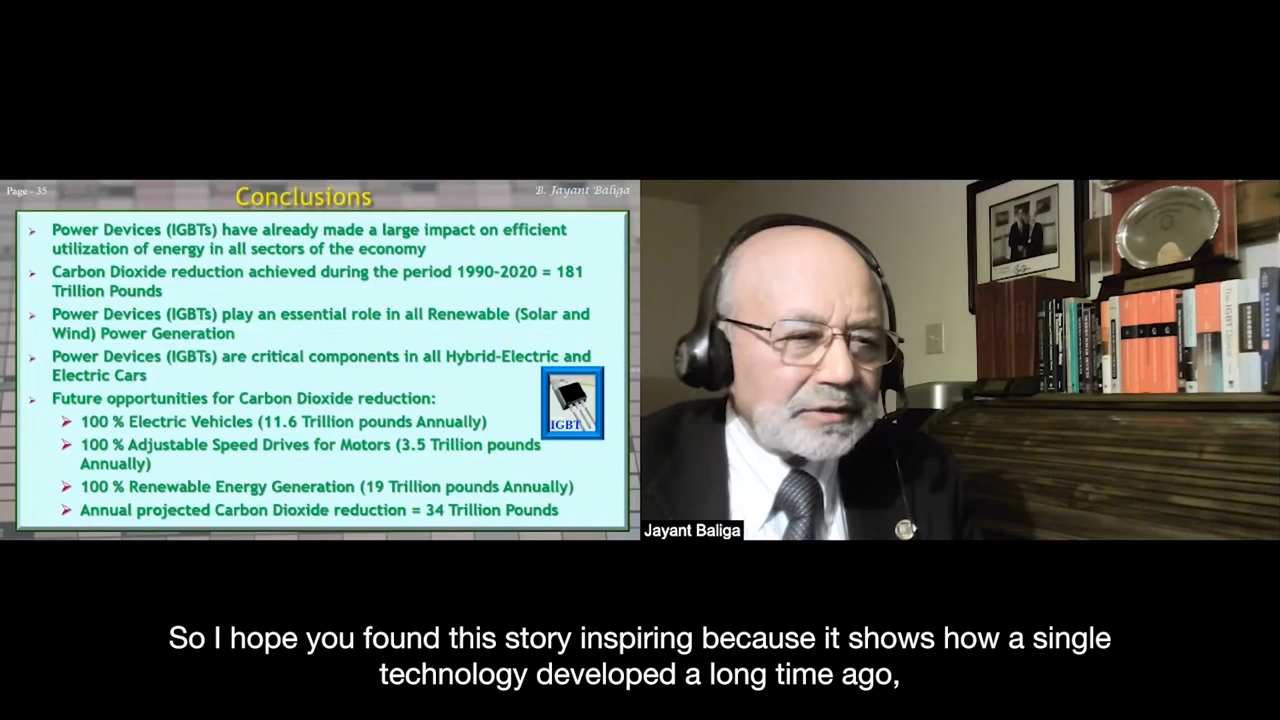 Page - 35
Conclusions
B. Jayant Baliga
Power Devices (IGBTs) have already made a large impact on efficient
utilization of energy in all sectors of the economy
Carbon Dioxide reduction achieved during the period 1990-2020 = 181
Trillion Pounds
Power Devices (IGBTs) play an essential role in all Renewable (Solar and
Wind) Power Generation
Power Devices (IGBTs) are critical components in all Hybrid-Electric and
Electric Cars
Future opportunities for Carbon Dioxide reduction:
100 % Electric Vehicles (11.6 Trillion pounds Annually)
100 % Adjustable Speed Drives for Motors (3.5 Trillion pounds
Annually)
100 % Renewable Energy Generation (19 Trillion pounds Annually)
Annual projected Carbon Dioxide reduction = 34 Trillion Pounds
IGBT
Jayant Baliga
So I hope you found this story inspiring because it shows how a single
technology developed a long time ago,